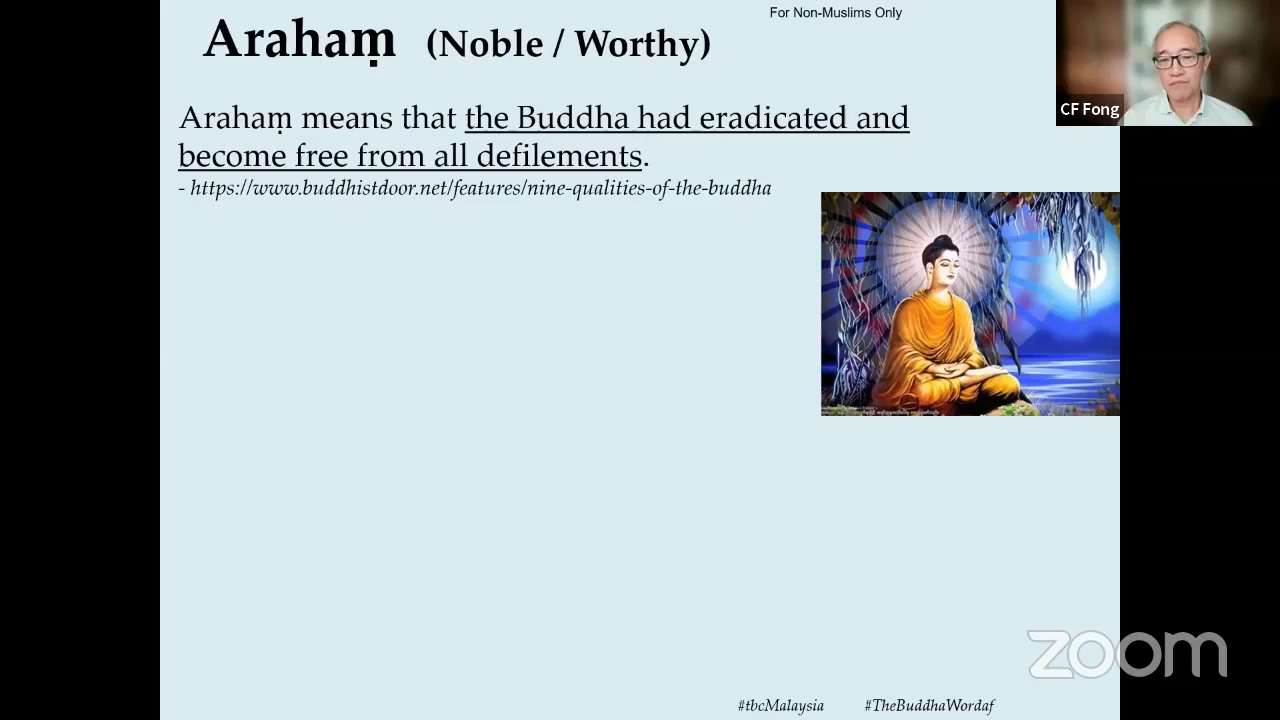 For Non-Muslims Only
Arahaṃ (Noble / Worthy)
CF Fong
Arahaṃ means that the Buddha had eradicated and
become free from all defilements.
- https://www.buddhistdoor.net/features/nine-qualities-of-the-buddha
zoom
#tbcMalaysia #TheBuddhaWordaf